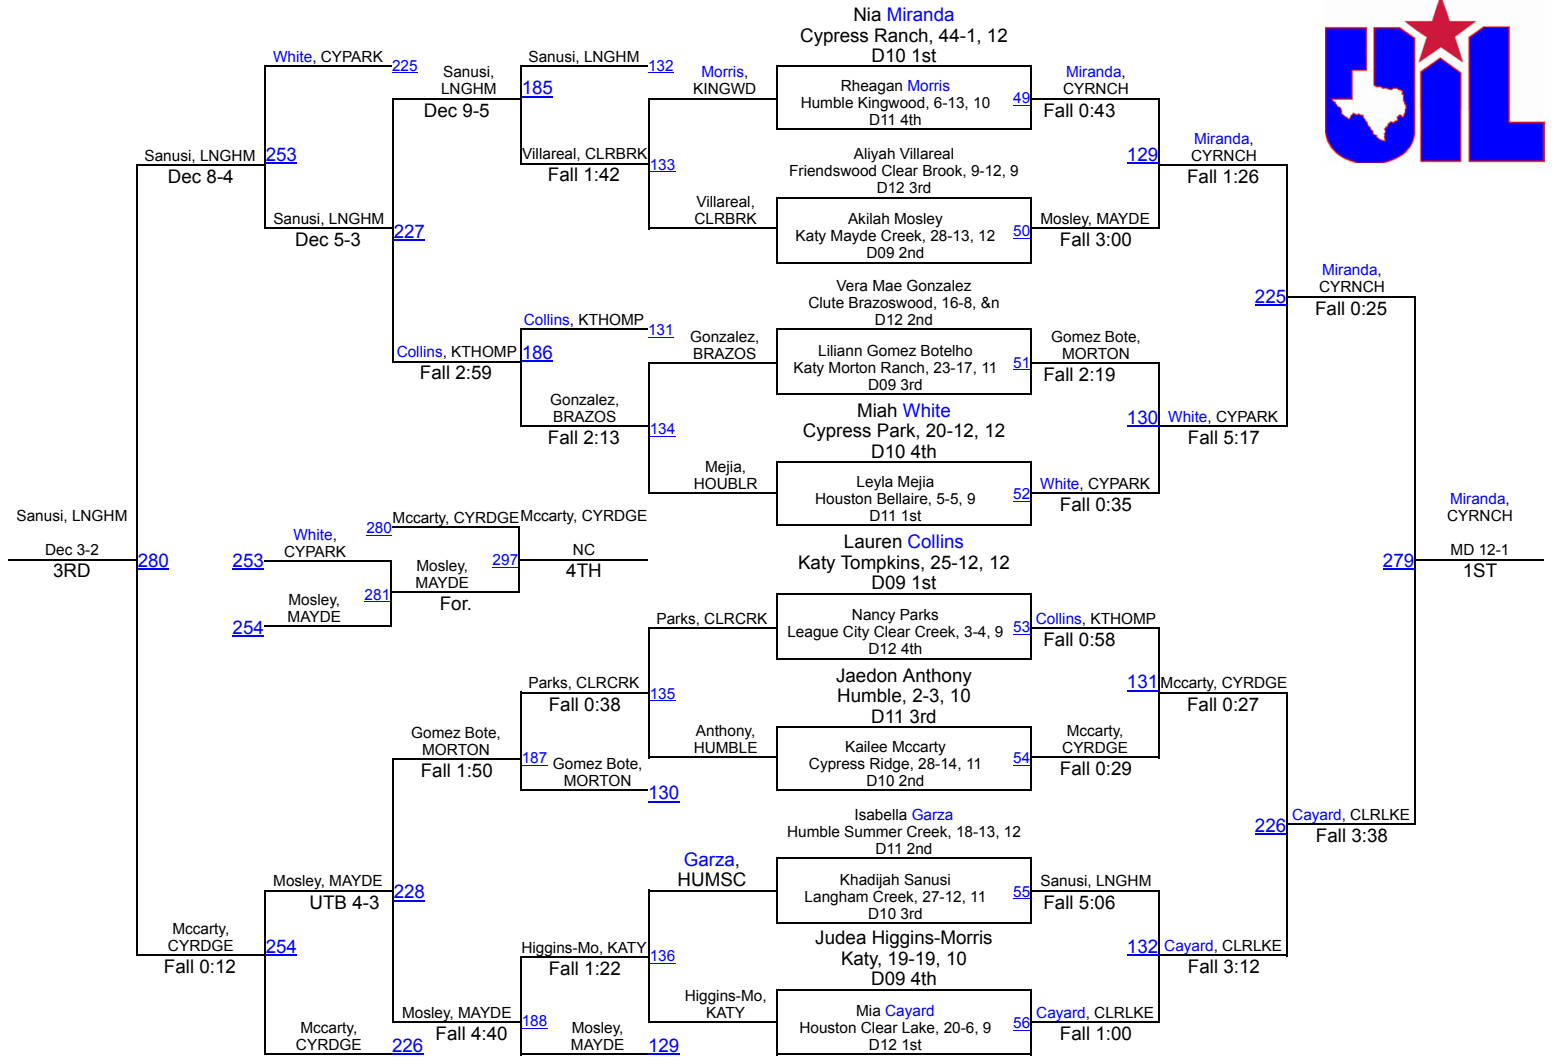 Nia Miranda
Cypress Ranch, 44-1, 12
D10 1st
Rheagan Morris
Humble Kingwood, 6-13, 10
D11 4th
49
Aliyah Villareal
Friendswood Clear Brook, 9-12, 9
D12 3rd
Akilah Mosley
Katy Mayde Creek, 28-13, 12
D09 2nd
50
Vera Mae Gonzalez
Clute Brazoswood, 16-8, &n
D12 2nd
Liliann Gomez Botelho
Katy Morton Ranch, 23-17, 11
D09 3rd
51
Miah White
Cypress Park, 20-12, 12
D10 4th
Leyla Mejia
Houston Bellaire, 5-5, 9
D11 1st
52
Lauren Collins
Katy Tompkins, 25-12, 12
D09 1st
Nancy Parks
League City Clear Creek, 3-4, 9
D12 4th
53
Jaedon Anthony
Humble, 2-3, 10
D11 3rd
Kailee Mccarty
Cypress Ridge, 28-14, 11
D10 2nd
54
Isabella Garza
Humble Summer Creek, 18-13, 12
D11 2nd
Khadijah Sanusi
Langham Creek, 27-12, 11
D10 3rd
55
Judea Higgins-Morris
Katy, 19-19, 10
D09 4th
Mia Cayard
Houston Clear Lake, 20-6, 9
D12 1st
56
Miranda,
CYRNCH
Fall 0:43
Mosley, MAYDE
Fall 3:00
Gomez Bote,
MORTON
Fall 2:19
White, CYPARK
Fall 0:35
Collins, KTHOMP
Fall 0:58
Mccarty,
CYRDGE
Fall 0:29
Sanusi, LNGHM
Fall 5:06
Cayard, CLRLKE
Fall 1:00
129
Miranda,
CYRNCH
Fall 1:26
130
White, CYPARK
Fall 5:17
131
Mccarty, CYRDGE
Fall 0:27
132
Cayard, CLRLKE
Fall 3:12
225
Miranda,
CYRNCH
Fall 0:25
226
Cayard, CLRLKE
Fall 3:38
279
Miranda,
CYRNCH
MD 12-1
1ST
UIL
Morris,
KINGWD
Villareal,
CLRBRK
Gonzalez,
BRAZOS
Mejia,
HOUBLR
Parks, CLRCRK
Anthony,
HUMBLE
Garza,
HUMSC
Higgins-Mo,
KATY
Sanusi, LNGHM
132
Villareal, CLRBRK
Fall 1:42
133
Collins, KTHOMP
131
Gonzalez,
BRAZOS
Fall 2:13
134
Parks, CLRCRK
Fall 0:38
135
Gomez Bote,
MORTON
130
Higgins-Mo, KATY
Fall 1:22
136
Mosley,
MAYDE
129
Sanusi,
LNGHM
Dec 9-5
185
Collins, KTHOMP
Fall 2:59
186
Gomez Bote,
MORTON
Fall 1:50
187
Mosley, MAYDE
Fall 4:40
188
White, CYPARK
225
Sanusi, LNGHM
Dec 5-3
227
Mosley, MAYDE
UTB 4-3
228
Mccarty,
CYRDGE
226
Sanusi, LNGHM
Dec 8-4
253
Mccarty,
CYRDGE
Fall 0:12
254
Sanusi, LNGHM
Dec 3-2
3RD
280
White,
CYPARK
253
Mosley,
MAYDE
254
280
Mccarty, CYRDGE
281
Mosley,
MAYDE
For.
297
Mccarty, CYRDGE
NC
4TH